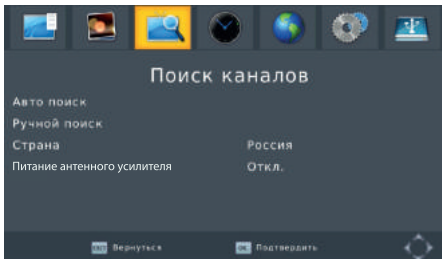 Поиск каналов
Авто поиск
Ручной поиск
Страна Россия
Питание антенного усилителя Откл.
EXIT Вернуться OK Подтвердить